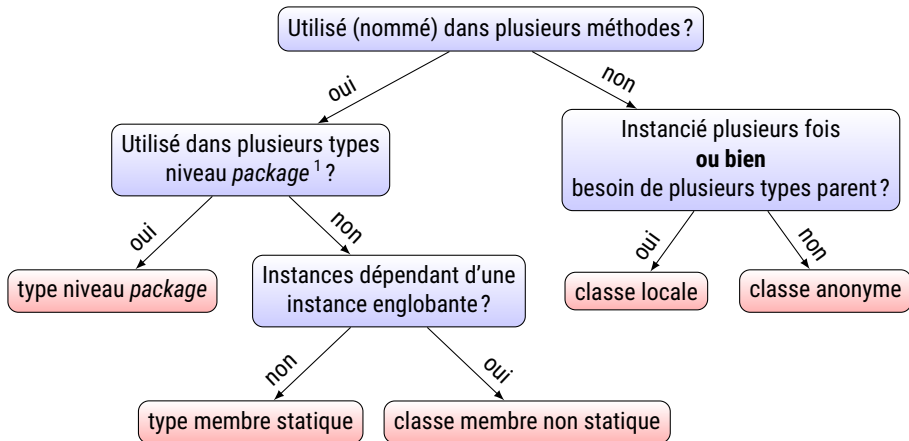 Utilisé (nommé) dans plusieurs méthodes ?
oui
non
Utilisé dans plusieurs types
niveau package 1 ?
Instancié plusieurs fois
ou bien
besoin de plusieurs types parent ?
oui
non
oui
non
type niveau package
Instances dépendant d'une
instance englobante ?
classe locale
classe anonyme
non
oui
type membre statique
classe membre non statique